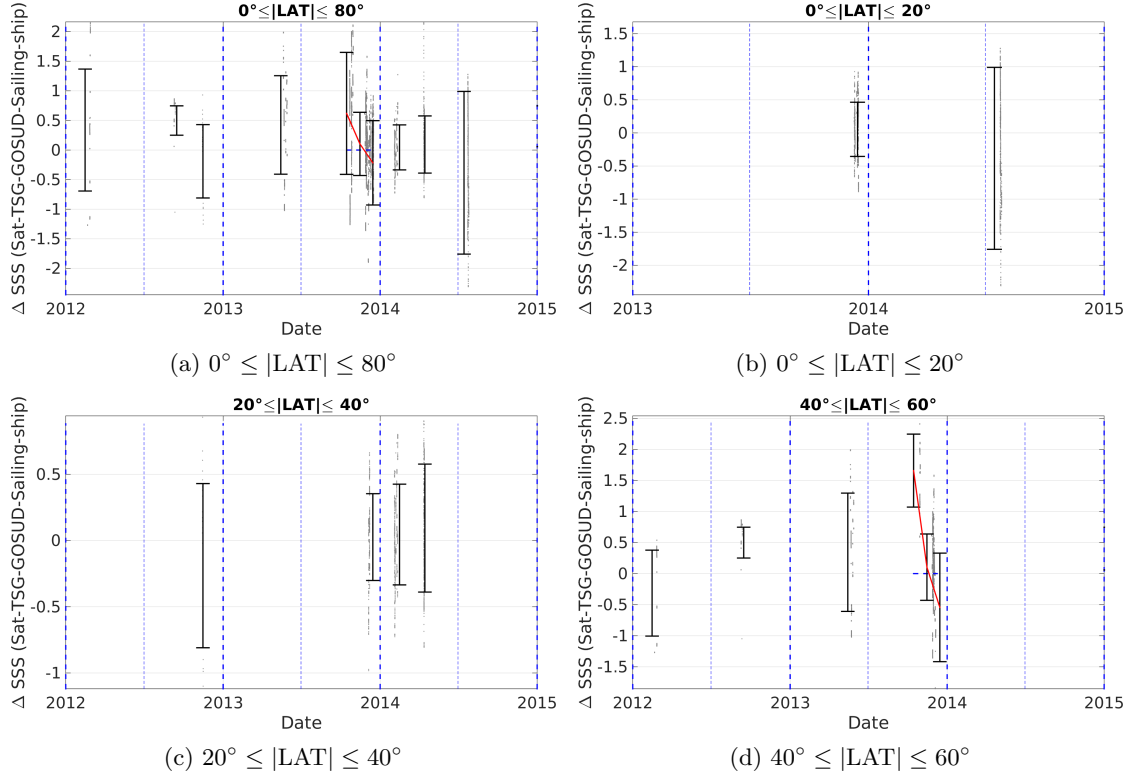 0°≤|LAT|≤ 80°
Δ SSS (Sat-TSG-GOSUD-Sailing-ship)
2
1.5
1
0.5
0
-0.5
-1
-1.5
-2
2012 2013 2014 2015
Date
(a) 0° ≤ |LAT| ≤ 80°
0°≤|LAT|≤ 20°
Δ SSS (Sat-TSG-GOSUD-Sailing-ship)
1.5
1
0.5
0
-0.5
-1
-1.5
-2
2013 2014 2015
Date
(b) 0° ≤ |LAT| ≤ 20°
20°≤|LAT|≤ 40°
Δ SSS (Sat-TSG-GOSUD-Sailing-ship)
0.5
0
-0.5
-1
2012 2013 2014 2015
Date
(c) 20° ≤ |LAT| ≤ 40°
40°≤|LAT|≤ 60°
Δ SSS (Sat-TSG-GOSUD-Sailing-ship)
2.5
2
1.5
1
0.5
0
-0.5
-1
-1.5
2012 2013 2014 2015
Date
(d) 40° ≤ |LAT| ≤ 60°